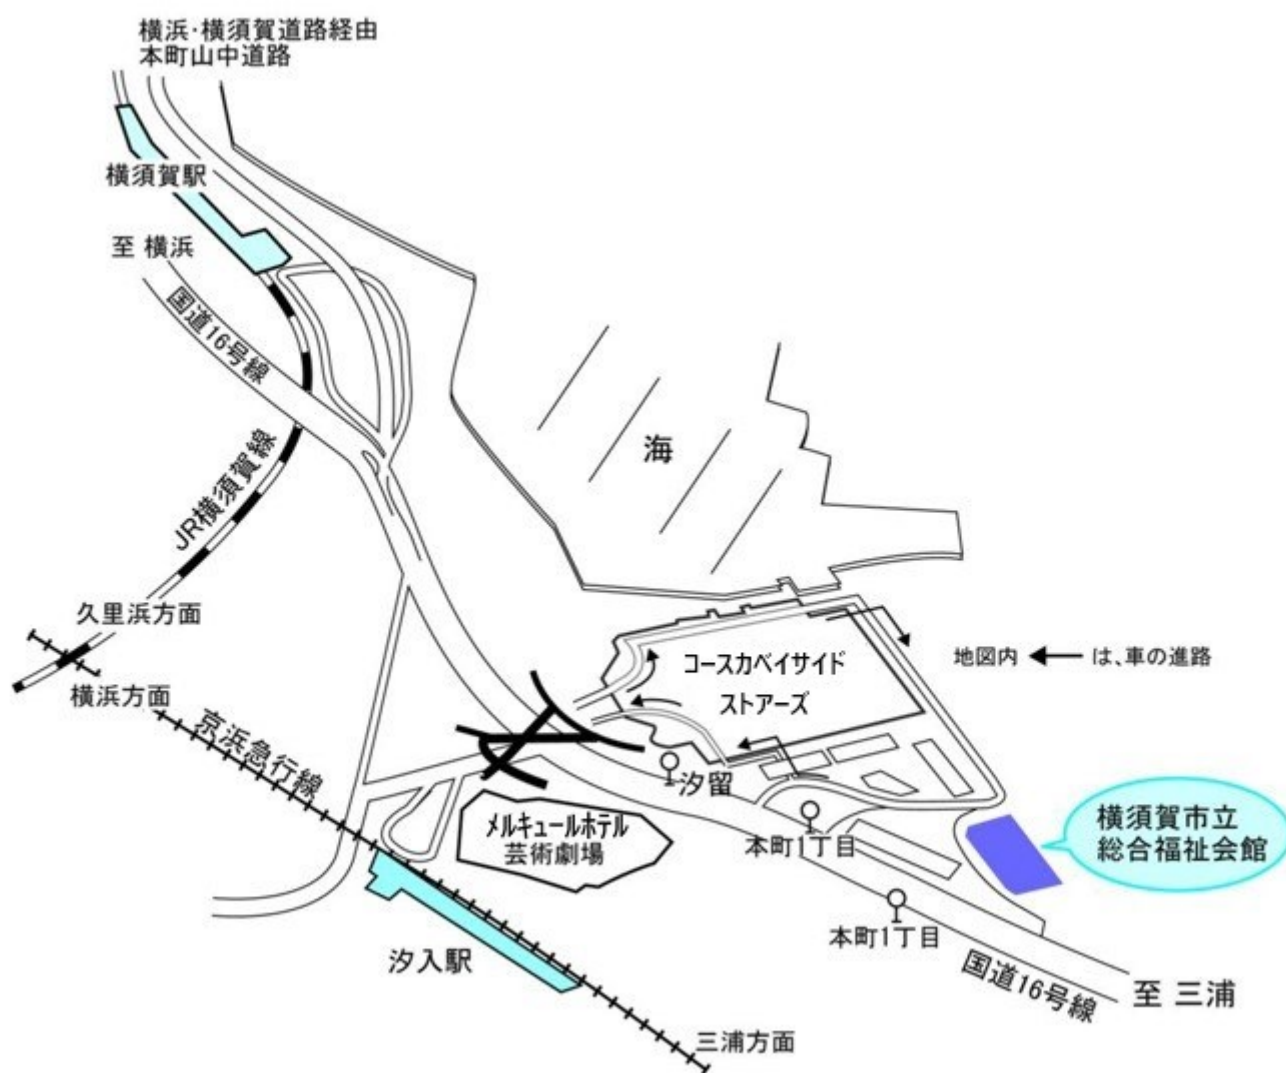 横浜・横須賀道路経由
本町山中道路
横須賀駅
至 横浜
国道16号線
JR横須賀線
海
久里浜方面
横浜方面
京浜急行線
コースカベイサイド
ストアーズ
地図内 ← は、車の進路
汐留
メルキュールホテル
芸術劇場
本町1丁目
横須賀市立
総合福祉会館
本町1丁目
汐入駅
国道16号線
至 三浦
三浦方面